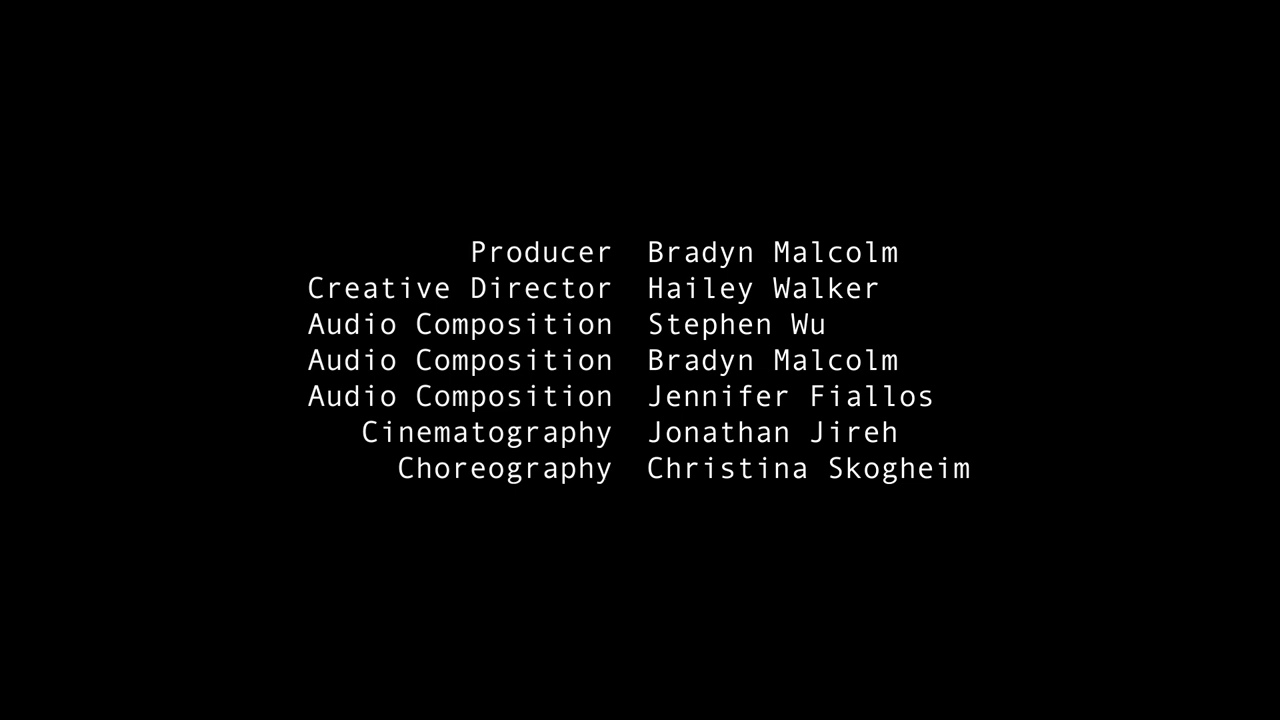 Producer Bradyn Malcolm
Creative Director Hailey Walker
Audio Composition Stephen Wu
Audio Composition Bradyn Malcolm
Audio Composition Jennifer Fiallos
Cinematography Jonathan Jireh
Choreography Christina Skogheim